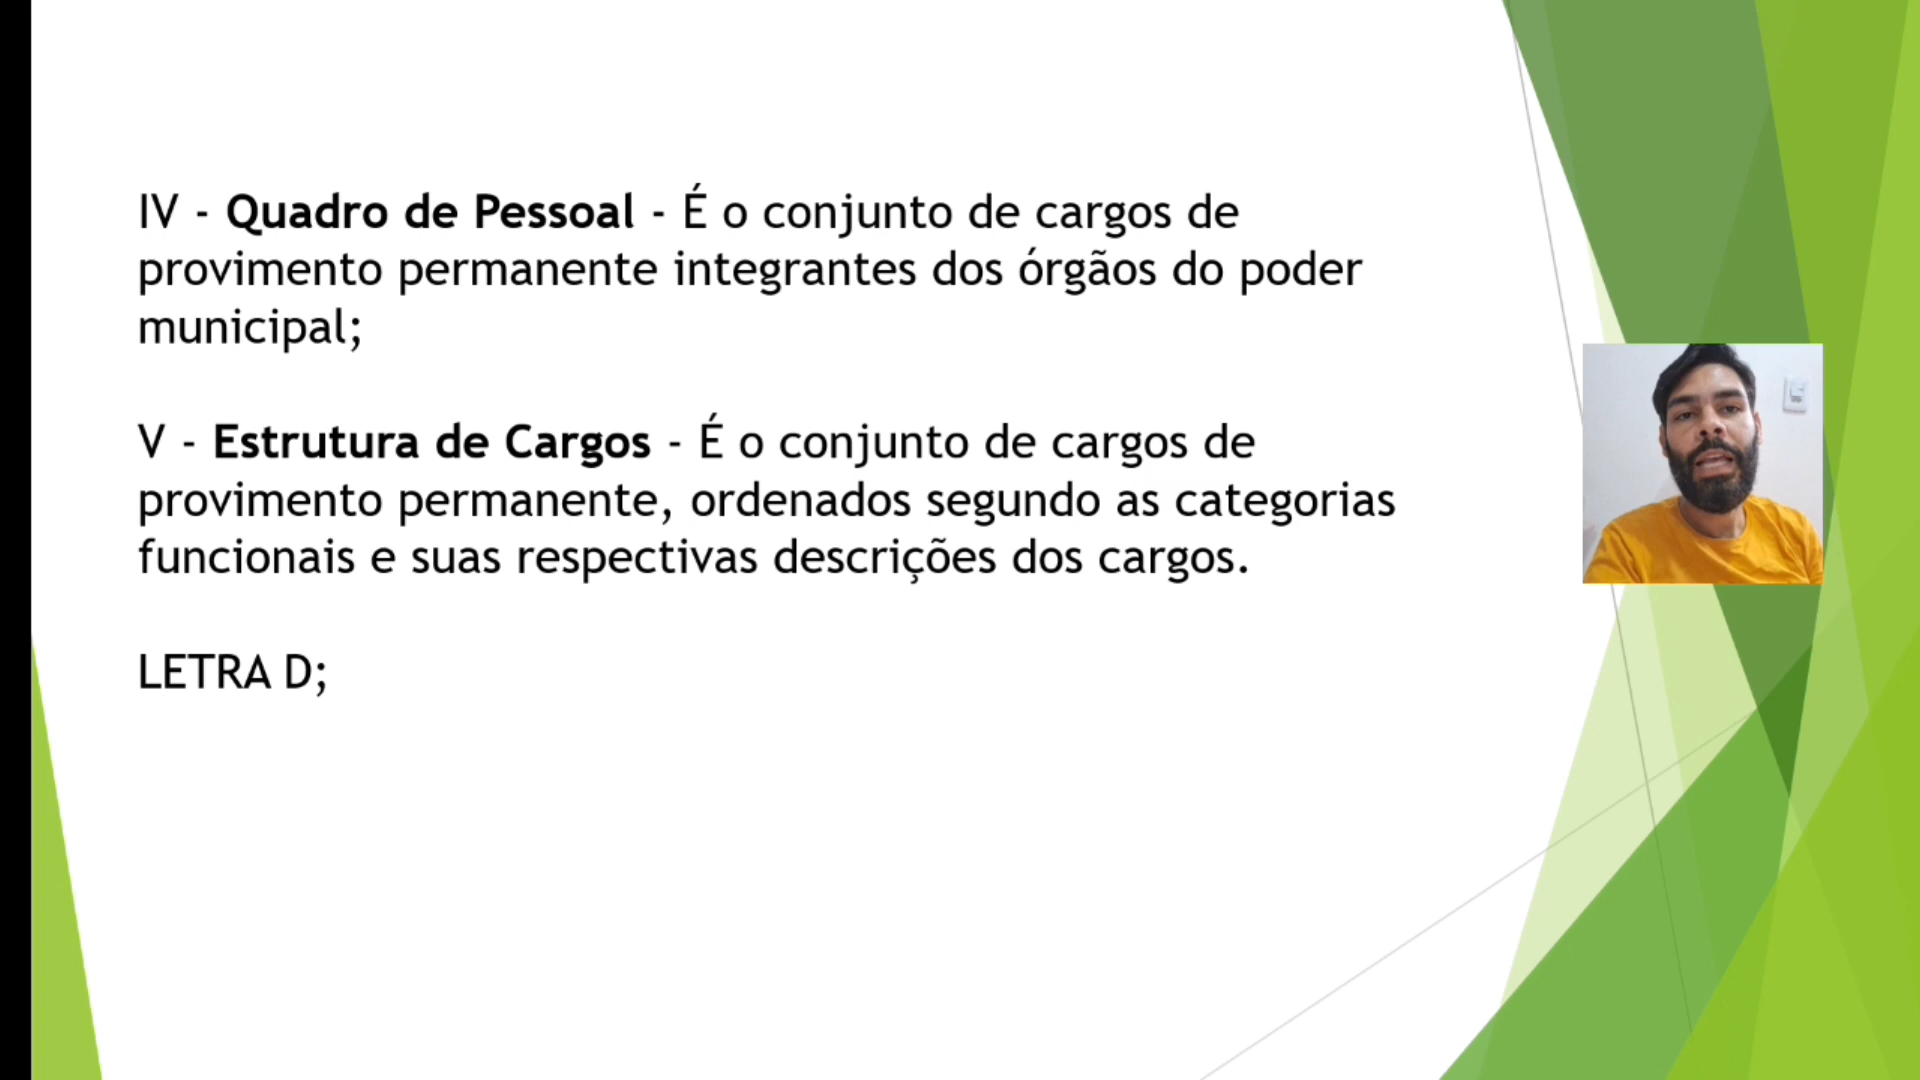 IV - Quadro de Pessoal - É o conjunto de cargos de
provimento permanente integrantes dos órgãos do poder
municipal;
V - Estrutura de Cargos - É o conjunto de cargos de
provimento permanente, ordenados segundo as categorias
funcionais e suas respectivas descrições dos cargos.
LETRA D;